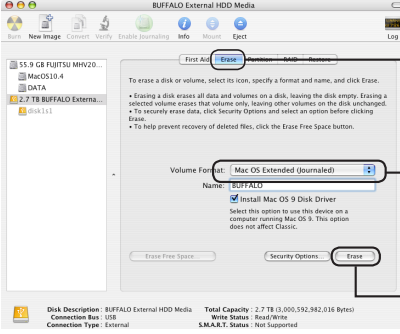 BUFFALO External HDD Media
Burn New Image Convert Verify Enable Journaling Info Mount Eject Log
First Aid Erase Partition RAID Restore
55.9 GB FUJITSU MHV20...
MacOS10.4
DATA
2.7 TB BUFFALO Externa...
disk1s1
To erase a disk or volume, select its icon, specify a format and name, and click Erase.
• Erasing a disk erases all data and volumes on a disk, leaving the disk empty. Erasing a
selected volume erases that volume only, leaving other volumes on the disk unchanged.
• To securely erase data, click Security Options and select an option before clicking
Erase.
• To help prevent recovery of deleted files, click the Erase Free Space button.
Volume Format: Mac OS Extended (Journaled)
Name: BUFFALO
Install Mac OS 9 Disk Driver
Select this option to use this device on a
computer running Mac OS 9. This option
does not affect Classic.
Erase Free Space Security Options... Erase
Disk Description : BUFFALO External HDD Media Total Capacity : 2.7 TB (3,000,592,982,016 Bytes)
Connection Bus : USB Write Status : Read/Write
Connection Type : External S.M.A.R.T. Status : Not Supported